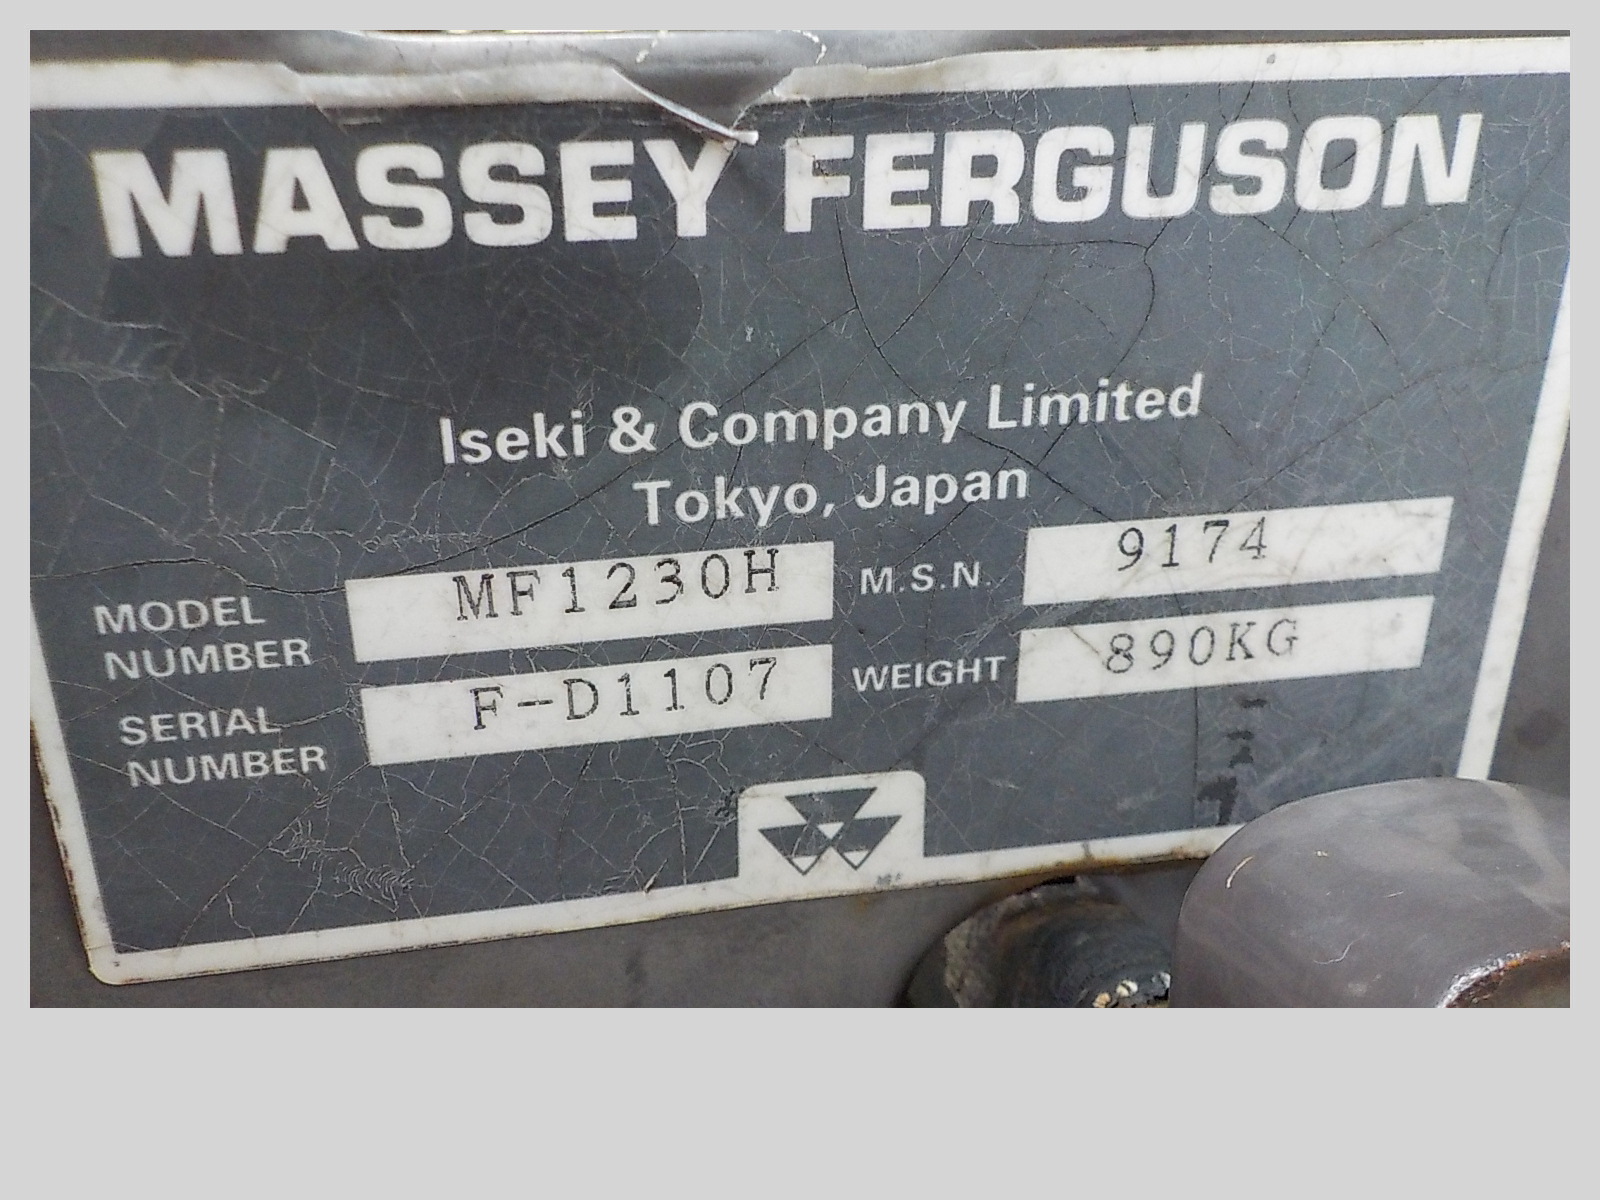 MASSEY FERGUSON
Iseki & Company Limited
Tokyo, Japan
MODEL NUMBER MF1230H
M.S.N. 9174
SERIAL NUMBER F-D1107
WEIGHT 890KG